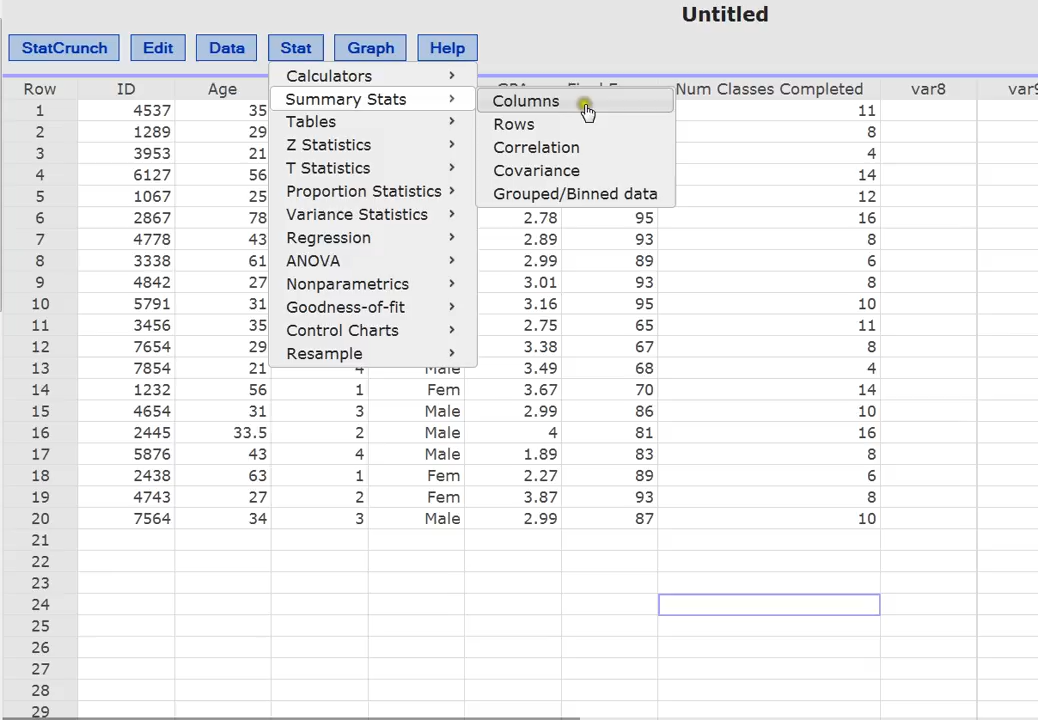 Untitled
StatCrunch Edit Data Stat Graph Help
Row ID Age Num Classes Completed var8 var9
Calculators
Summary Stats
Tables
Z Statistics
T Statistics
Proportion Statistics
Variance Statistics
Regression
ANOVA
Nonparametrics
Goodness-of-fit
Control Charts
Resample
Columns
Rows
Correlation
Covariance
Grouped/Binned data
1 4537 35 11
2 1289 29 8
3 3953 21 4
4 6127 56 14
5 1067 25 12
6 2867 78 2.78 95 16
7 4778 43 2.89 93 8
8 3338 61 2.99 89 6
9 4842 27 3.01 93 8
10 5791 31 3.16 95 10
11 3456 35 2.75 65 11
12 7654 29 3.38 67 8
13 7854 21 4 Male 3.49 68 4
14 1232 56 1 Fem 3.67 70 14
15 4654 31 3 Male 2.99 86 10
16 2445 33.5 2 Male 4 81 16
17 5876 43 4 Male 1.89 83 8
18 2438 63 1 Fem 2.27 89 6
19 4743 27 2 Fem 3.87 93 8
20 7564 34 3 Male 2.99 87 10
21
22
23
24
25
26
27
28
29